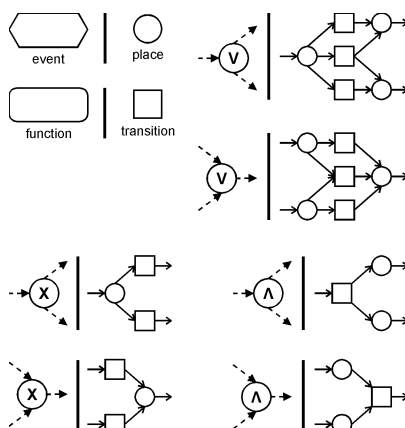 event
place
V
function
transition
V
X
Λ
X
Λ